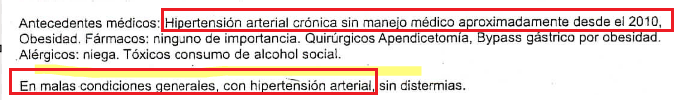 Antecedentes médicos: Hipertensión arterial crónica sin manejo médico aproximadamente desde el 2010,
Obesidad. Fármacos: ninguno de importancia. Quirúrgicos Apendicetomía, Bypass gástrico por obesidad.
Alérgicos: niega. Tóxicos consumo de alcohol social.
En malas condiciones generales, con hipertensión arterial, sin distermias.